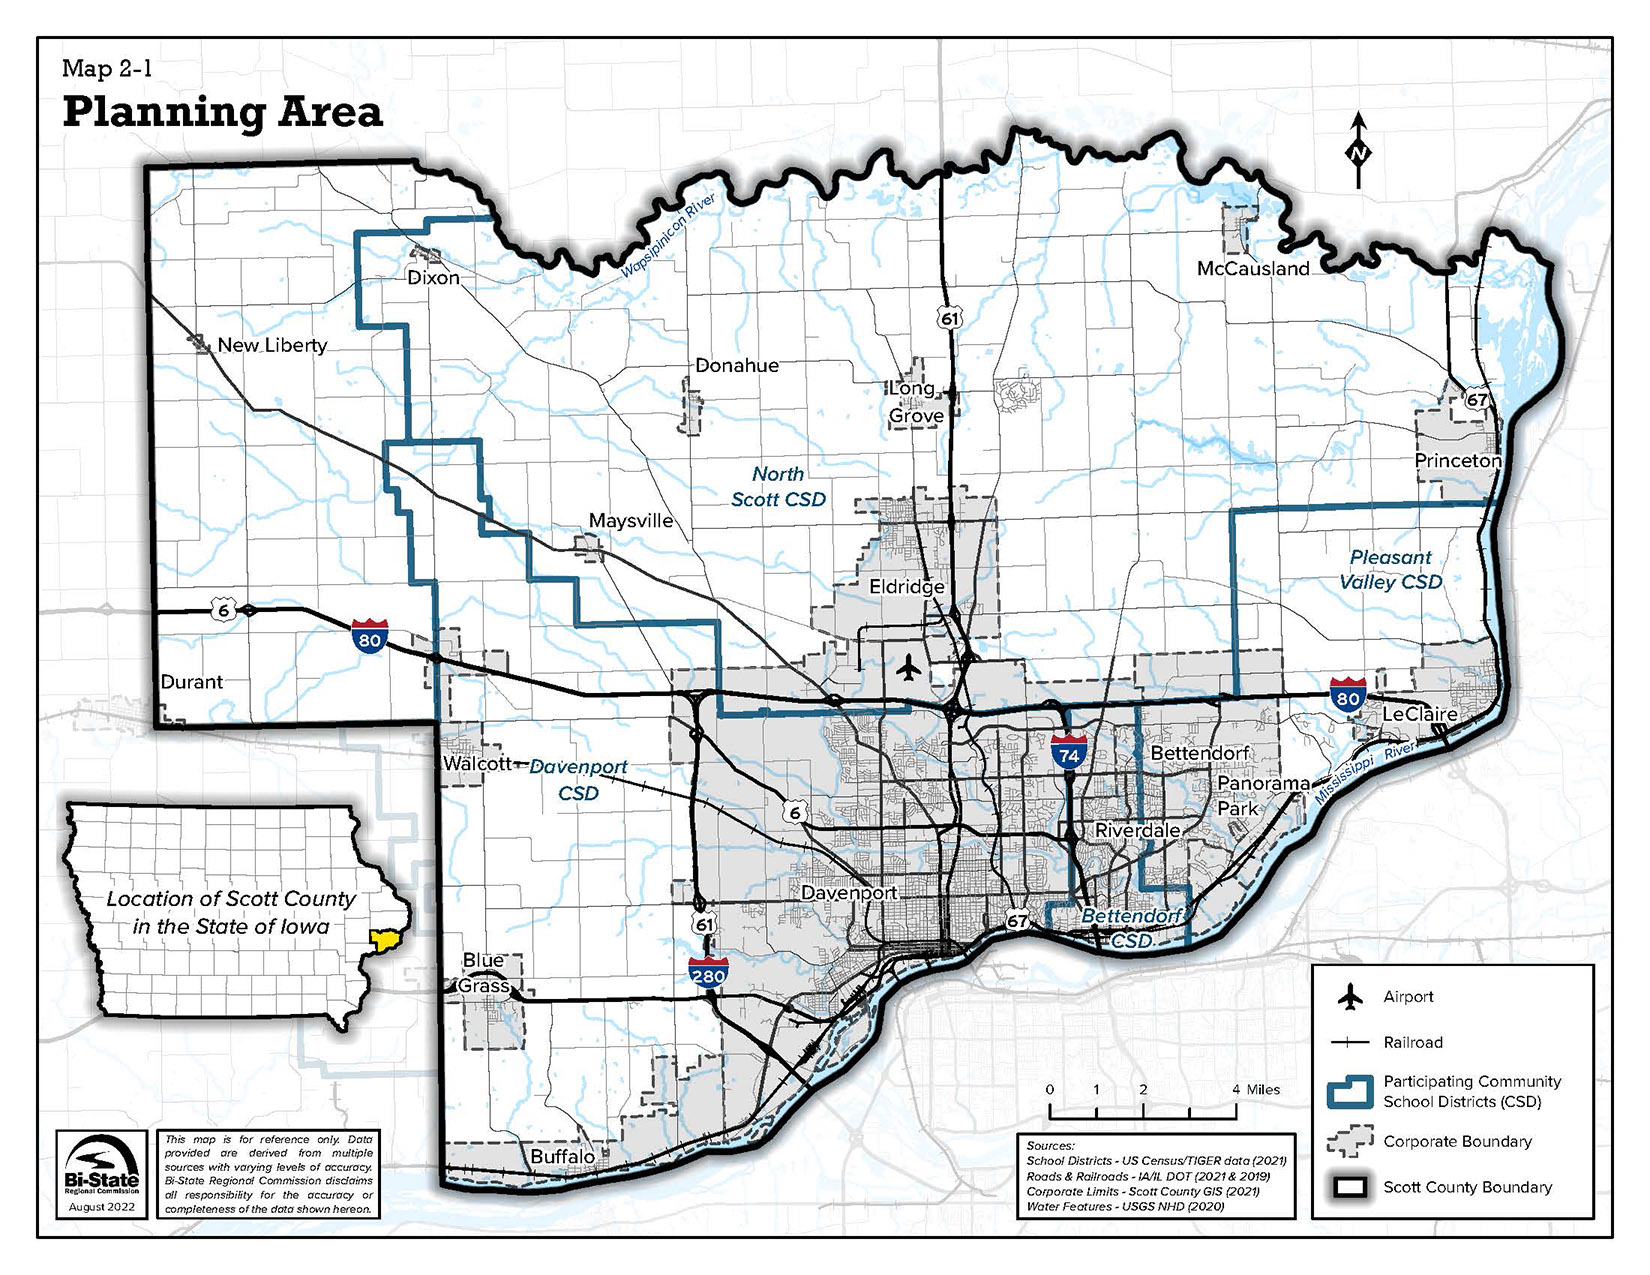 Map 2-1
Planning Area
N
Wapsipinicon River
McCausland
Dixon
61
New Liberty
Donahue
Long
Grove
67
Princeton
North
Scott CSD
Maysville
Pleasant
Valley CSD
Eldridge
6
80
Durant
80
LeClaire
Walcott
Davenport
CSD
74
Bettendorf
Mississippi River
Panorama
Park
6
Riverdale
Davenport
Bettendorf
CSD
67
61
280
Blue
Grass
Buffalo
Location of Scott County
in the State of Iowa
Airport
Railroad
Participating Community
School Districts (CSD)
Corporate Boundary
Scott County Boundary
0 1 2 4 Miles
Sources:
School Districts - US Census/TIGER data (2021)
Roads & Railroads - IA/IL DOT (2021 & 2019)
Corporate Limits - Scott County GIS (2021)
Water Features - USGS NHD (2020)
Bi-State
Regional Commission
August 2022
This map is for reference only. Data
provided are derived from multiple
sources with varying levels of accuracy.
Bi-State Regional Commission disclaims
all responsibility for the accuracy or
completeness of the data shown hereon.